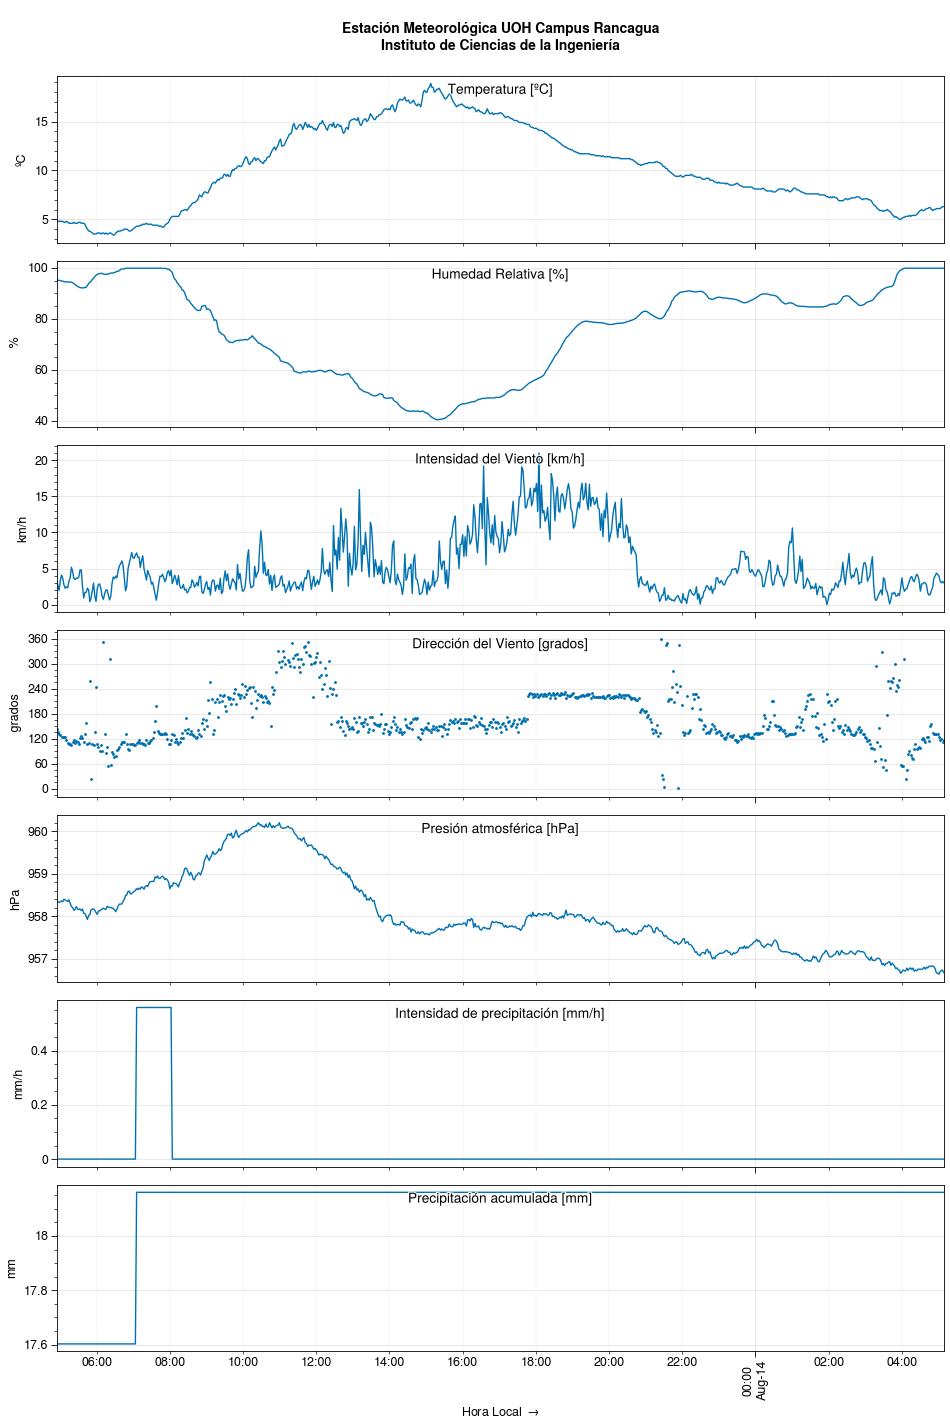 Estación Meteorológica UOH Campus Rancagua
Instituto de Ciencias de la Ingeniería
Temperatura [ºC]
ºC
15
10
5
Humedad Relativa [%]
%
100
80
60
40
Intensidad del Viento [km/h]
km/h
20
15
10
5
0
Dirección del Viento [grados]
grados
360
300
240
180
120
60
0
Presión atmosférica [hPa]
hPa
960
959
958
957
Intensidad de precipitación [mm/h]
mm/h
0.4
0.2
0
Precipitación acumulada [mm]
mm
18
17.8
17.6
06:00 08:00 10:00 12:00 14:00 16:00 18:00 20:00 22:00 00:00 02:00 04:00
Aug-14
Hora Local →